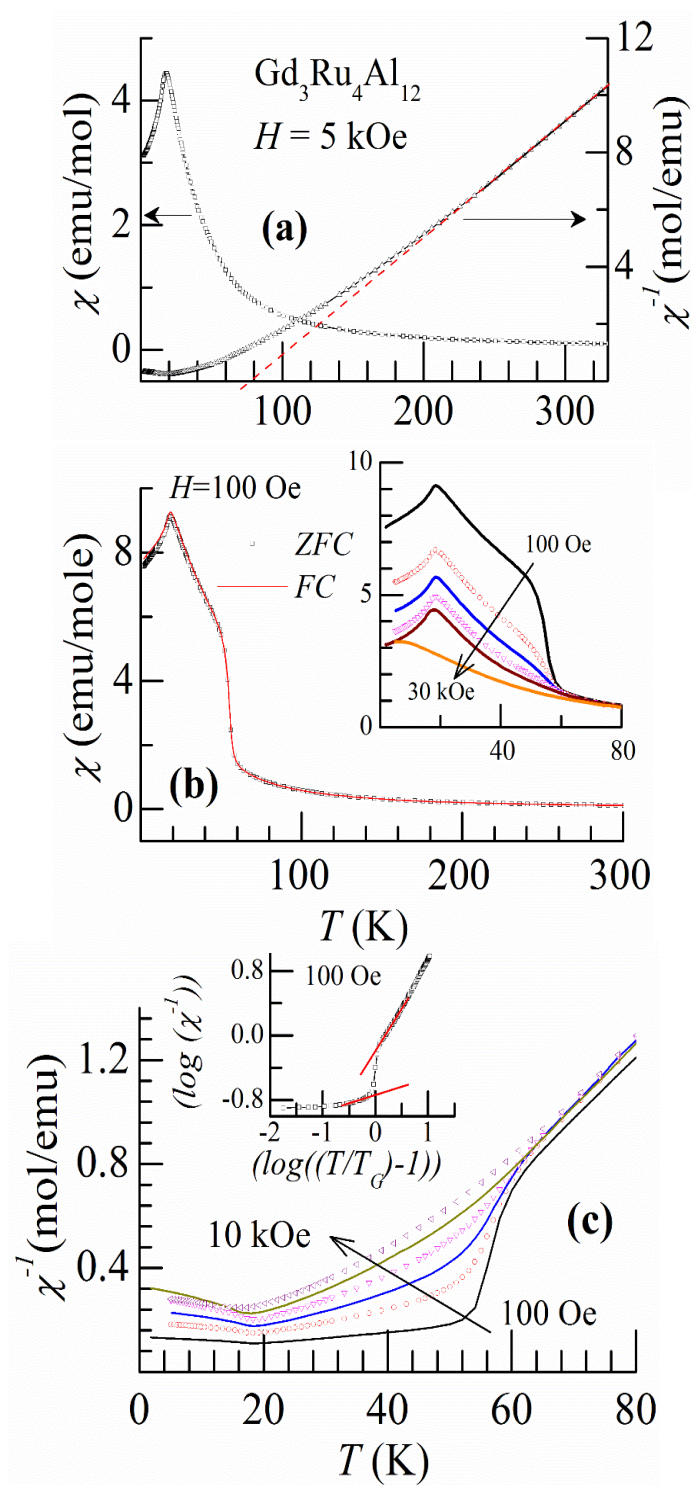 Gd₃Ru₄Al₁₂
H = 5 kOe
(a)
χ (emu/mol)
4
2
0
χ⁻¹(mol/emu)
12
8
4
0
100 200 300
H=100 Oe
ZFC
FC
(b)
χ (emu/mole)
8
4
0
100 200 300
T (K)
10
5
0
100 Oe
30 kOe
40 80
100 Oe
(log (χ⁻¹))
0.8
0.0
-0.8
-2 -1 0 1
(log((T/T_G)-1))
χ⁻¹(mol/emu)
1.2
0.8
0.4
10 kOe
100 Oe
(c)
0 20 40 60 80
T (K)